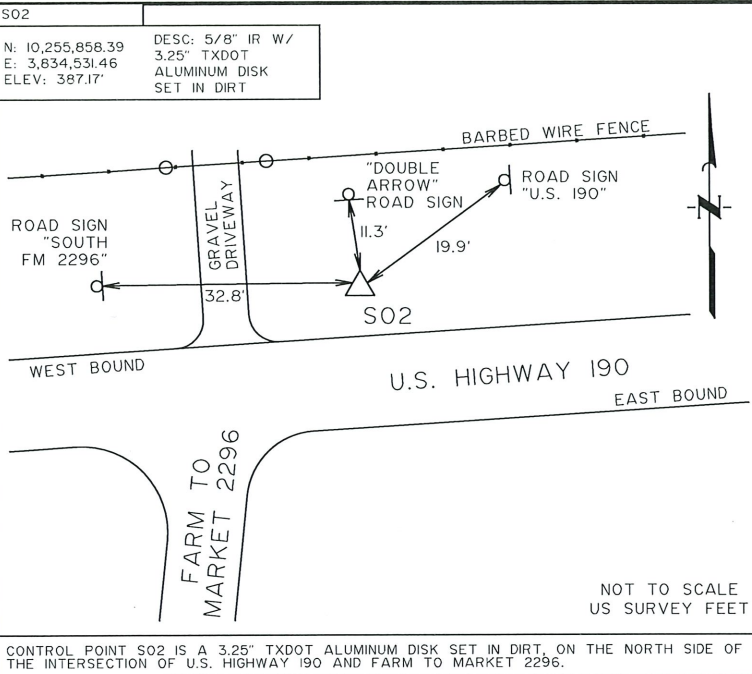 SO2
N: 10,255,858.39
E: 3,834,531.46
ELEV: 387.17'
DESC: 5/8" IR W/
3.25" TXDOT
ALUMINUM DISK
SET IN DIRT
BARBED WIRE FENCE
"DOUBLE
ARROW"
ROAD SIGN
ROAD SIGN
"U.S. 190"
ROAD SIGN
"SOUTH
FM 2296"
GRAVEL
DRIVEWAY
11.3'
19.9'
32.8'
SO2
N
WEST BOUND
U.S. HIGHWAY 190
EAST BOUND
FARM TO
MARKET 2296
NOT TO SCALE
US SURVEY FEET
CONTROL POINT SO2 IS A 3.25" TXDOT ALUMINUM DISK SET IN DIRT, ON THE NORTH SIDE OF
THE INTERSECTION OF U.S. HIGHWAY 190 AND FARM TO MARKET 2296.